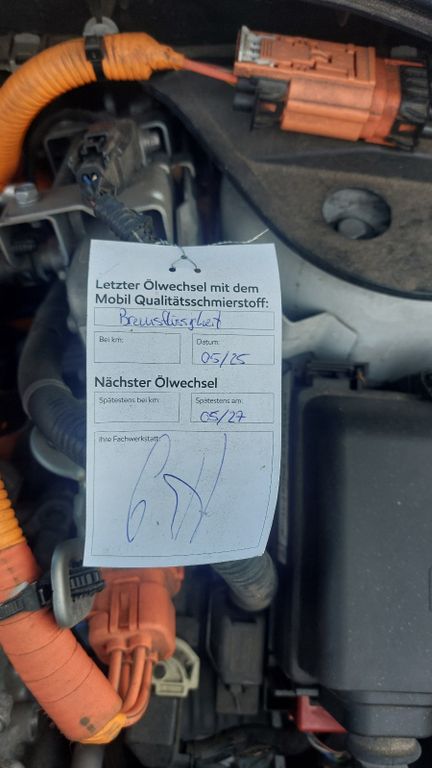 Letzter Ölwechsel mit dem
Mobil Qualitätsschmierstoff:
Bremsflüssigkeit
Bei km:
Datum:
05/25
Nächster Ölwechsel
Spätestens bei km:
Spätestens am:
05/27
Ihre Fachwerkstatt: